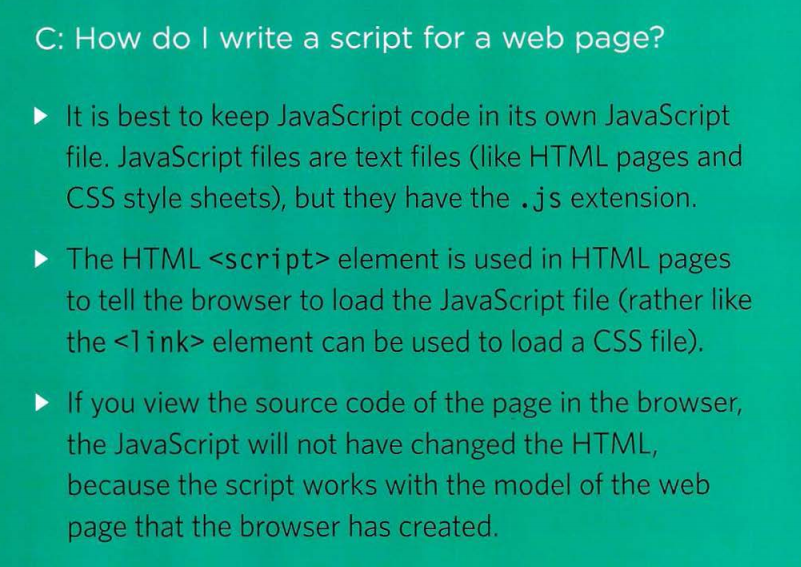 C: How do I write a script for a web page?
It is best to keep JavaScript code in its own JavaScript
file. JavaScript files are text files (like HTML pages and
CSS style sheets), but they have the .js extension.
The HTML <script> element is used in HTML pages
to tell the browser to load the JavaScript file (rather like
the <link> element can be used to load a CSS file).
If you view the source code of the page in the browser,
the JavaScript will not have changed the HTML,
because the script works with the model of the web
page that the browser has created.